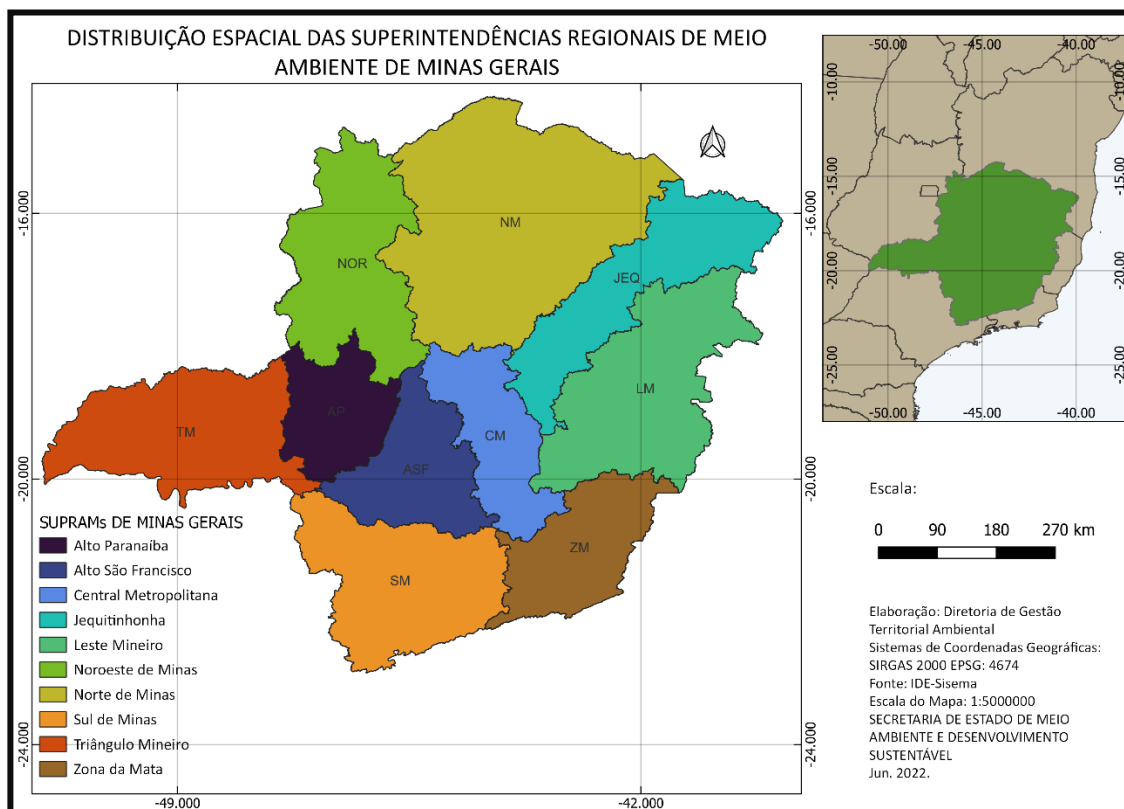 DISTRIBUIÇÃO ESPACIAL DAS SUPERINTENDÊNCIAS REGIONAIS DE MEIO
AMBIENTE DE MINAS GERAIS
-16.000
-20.000
-24.000
-49.000
-42.000
-16.000
-20.000
-24.000
NM
NOR
JEQ
LM
AP
TM
CM
ASF
ZM
SM
SUPRAMs DE MINAS GERAIS
Alto Paranaíba
Alto São Francisco
Central Metropolitana
Jequitinhonha
Leste Mineiro
Noroeste de Minas
Norte de Minas
Sul de Minas
Triângulo Mineiro
Zona da Mata
-49.000
-42.000
-50.00
-45.00
-40.00
-10.00
-10.00
-15.00
-15.00
-20.00
-20.00
-25.00
-25.00
-50.00
-45.00
-40.00
Escala:
0 90 180 270 km
Elaboração: Diretoria de Gestão
Territorial Ambiental
Sistemas de Coordenadas Geográficas:
SIRGAS 2000 EPSG: 4674
Fonte: IDE-Sisema
Escala do Mapa: 1:5000000
SECRETARIA DE ESTADO DE MEIO
AMBIENTE E DESENVOLVIMENTO
SUSTENTÁVEL
Jun. 2022.